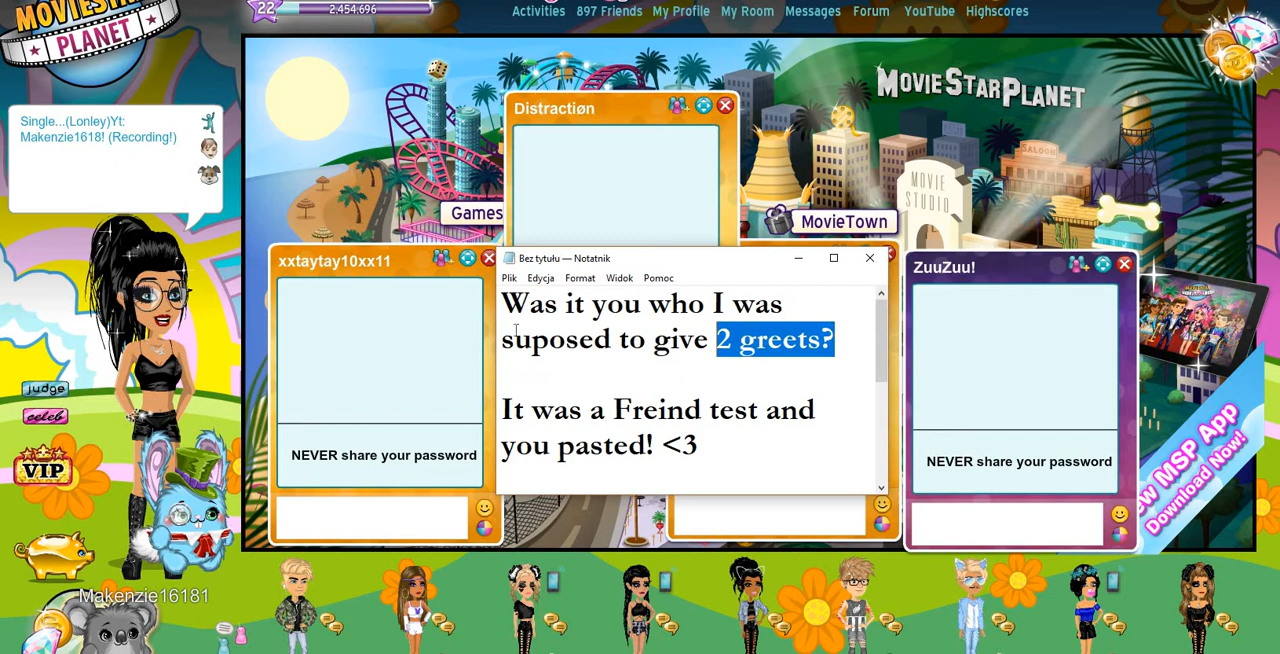 MOVIESTAR
PLANET
22
2,454,696
Activities 897 Friends My Profile My Room Messages Forum YouTube Highscores
Single...(Lonley)Yt:
Makenzie1618! (Recording!)
MOVIESTARPLANET
SALOON
MOVIE
STUDIO
Games
MovieTown
Distractiøn
xxtaytay10xx11
NEVER share your password
Bez tytułu — Notatnik
Plik Edycja Format Widok Pomoc
Was it you who I was
suposed to give 2 greets?
It was a Freind test and
you pasted! <3
ZuuZuu!
NEVER share your password
New MSP App
Download Now!
judge
celeb
VIP
Makenzie16181